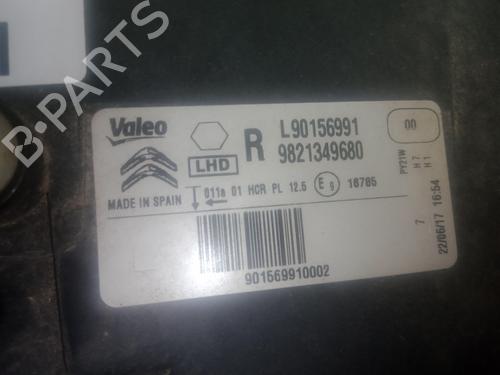 B-PARTS
Valeo
LHD
R
L90156991
9821349680
00
PY21W
H7
H1
MADE IN SPAIN
011a 01 HCR PL 12.5 E9 16785
7
22/06/17 16:54
901569910002